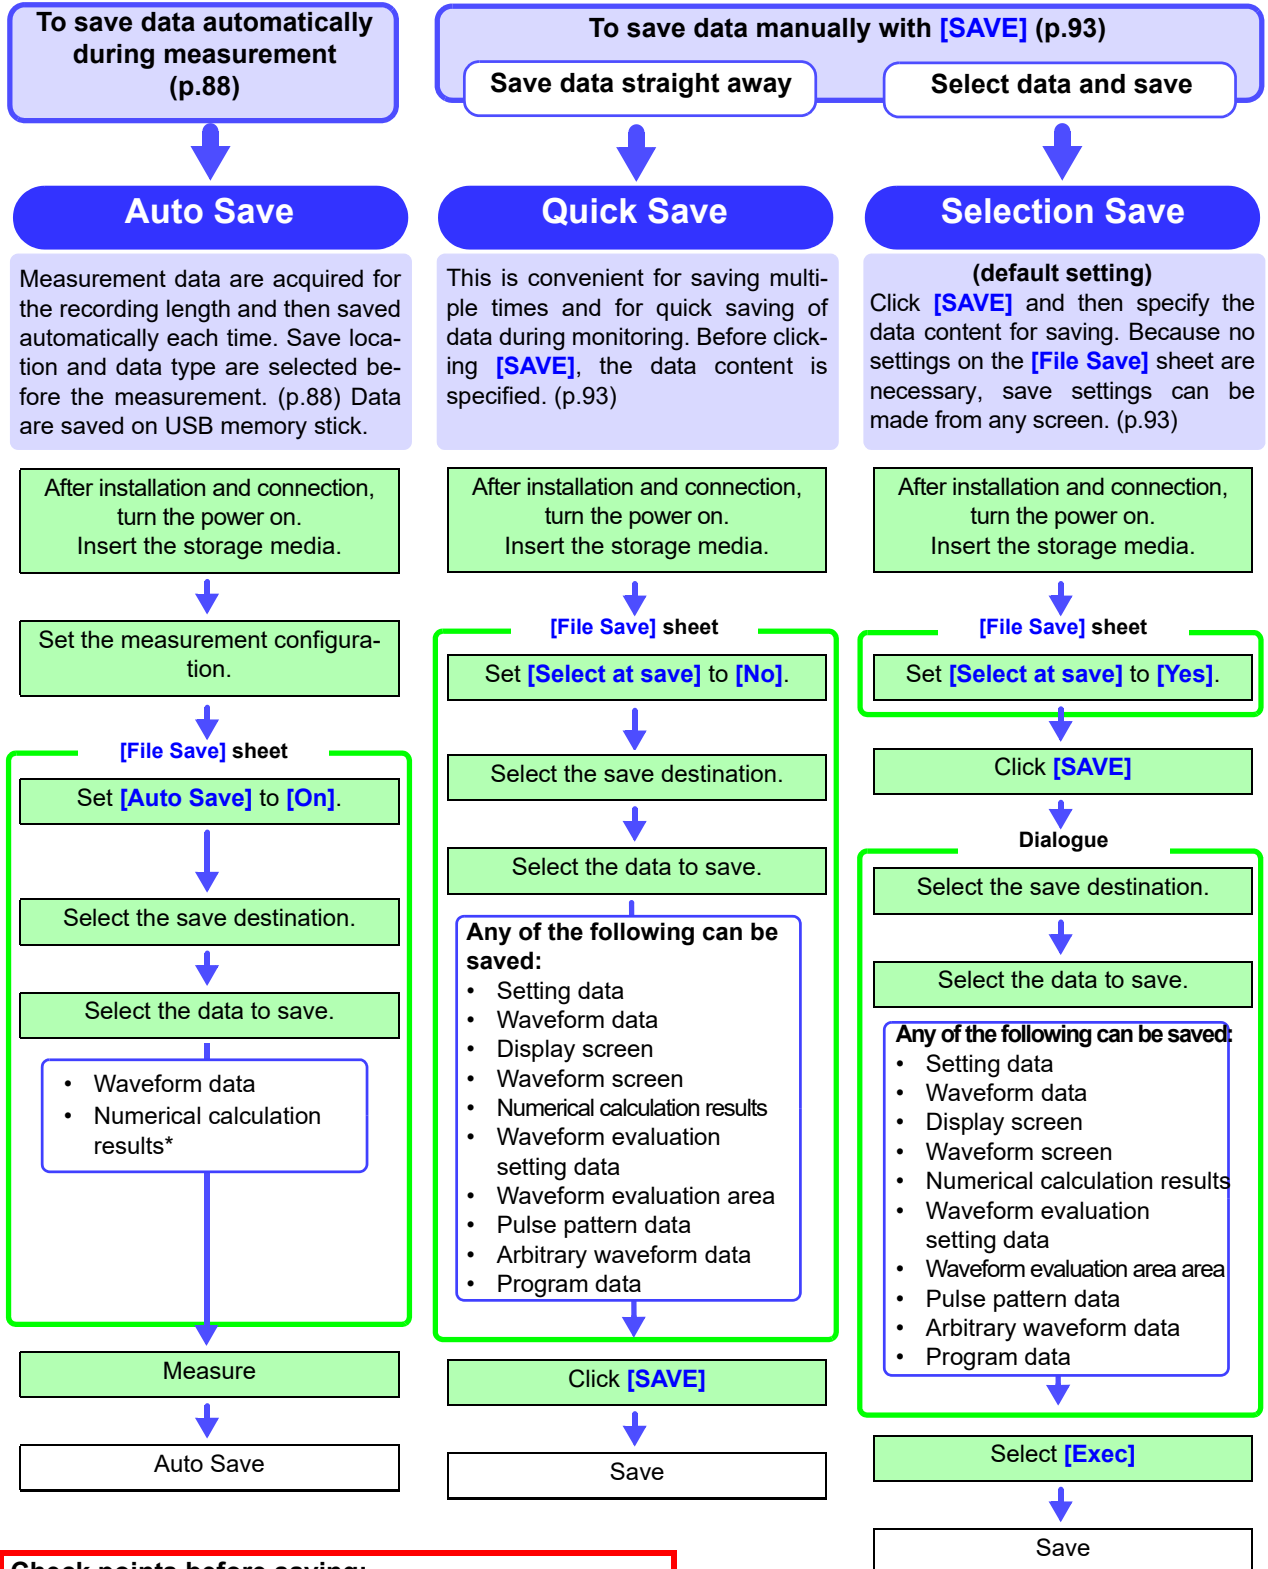 To save data automatically
during measurement
(p.88)
To save data manually with [SAVE] (p.93)
Save data straight away
Select data and save
Auto Save
Measurement data are acquired for
the recording length and then saved
automatically each time. Save loca-
tion and data type are selected be-
fore the measurement. (p.88) Data
are saved on USB memory stick.
After installation and connection,
turn the power on.
Insert the storage media.
Set the measurement configura-
tion.
[File Save] sheet
Set [Auto Save] to [On].
Select the save destination.
Select the data to save.
• Waveform data
• Numerical calculation
results*
Measure
Auto Save
Quick Save
This is convenient for saving multi-
ple times and for quick saving of
data during monitoring. Before click-
ing [SAVE], the data content is
specified. (p.93)
After installation and connection,
turn the power on.
Insert the storage media.
[File Save] sheet
Set [Select at save] to [No].
Select the save destination.
Select the data to save.
Any of the following can be
saved:
• Setting data
• Waveform data
• Display screen
• Waveform screen
• Numerical calculation results
• Waveform evaluation
setting data
• Waveform evaluation area
• Pulse pattern data
• Arbitrary waveform data
• Program data
Click [SAVE]
Save
Selection Save
(default setting)
Click [SAVE] and then specify the
data content for saving. Because no
settings on the [File Save] sheet are
necessary, save settings can be
made from any screen. (p.93)
After installation and connection,
turn the power on.
Insert the storage media.
[File Save] sheet
Set [Select at save] to [Yes].
Click [SAVE]
Dialogue
Select the save destination.
Select the data to save.
Any of the following can be saved:
• Setting data
• Waveform data
• Display screen
• Waveform screen
• Numerical calculation results
• Waveform evaluation
setting data
• Waveform evaluation area area
• Pulse pattern data
• Arbitrary waveform data
• Program data
Select [Exec]
Save
Check points before saving: